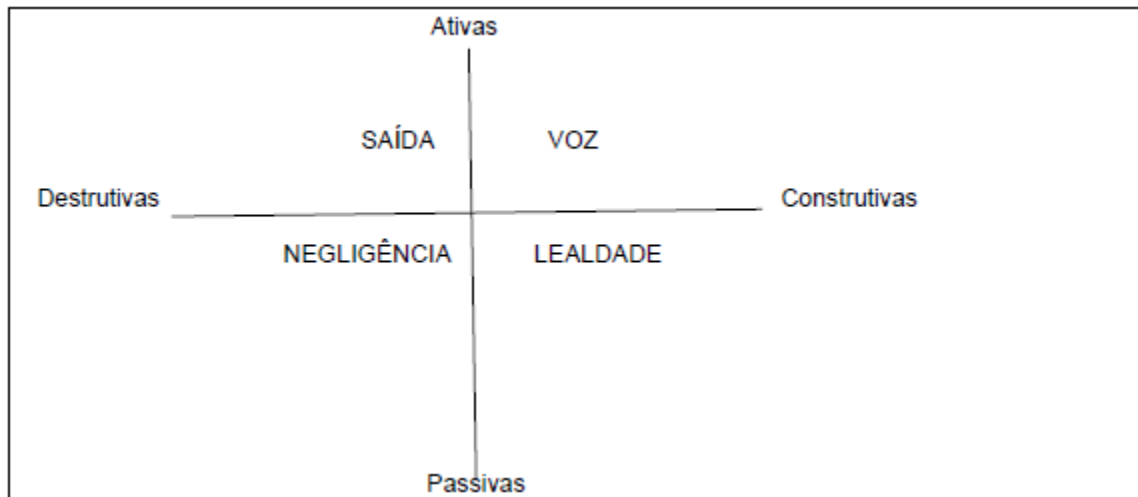 Ativas
SAÍDA VOZ
Destrutivas Construtivas
NEGLIGÊNCIA LEALDADE
Passivas